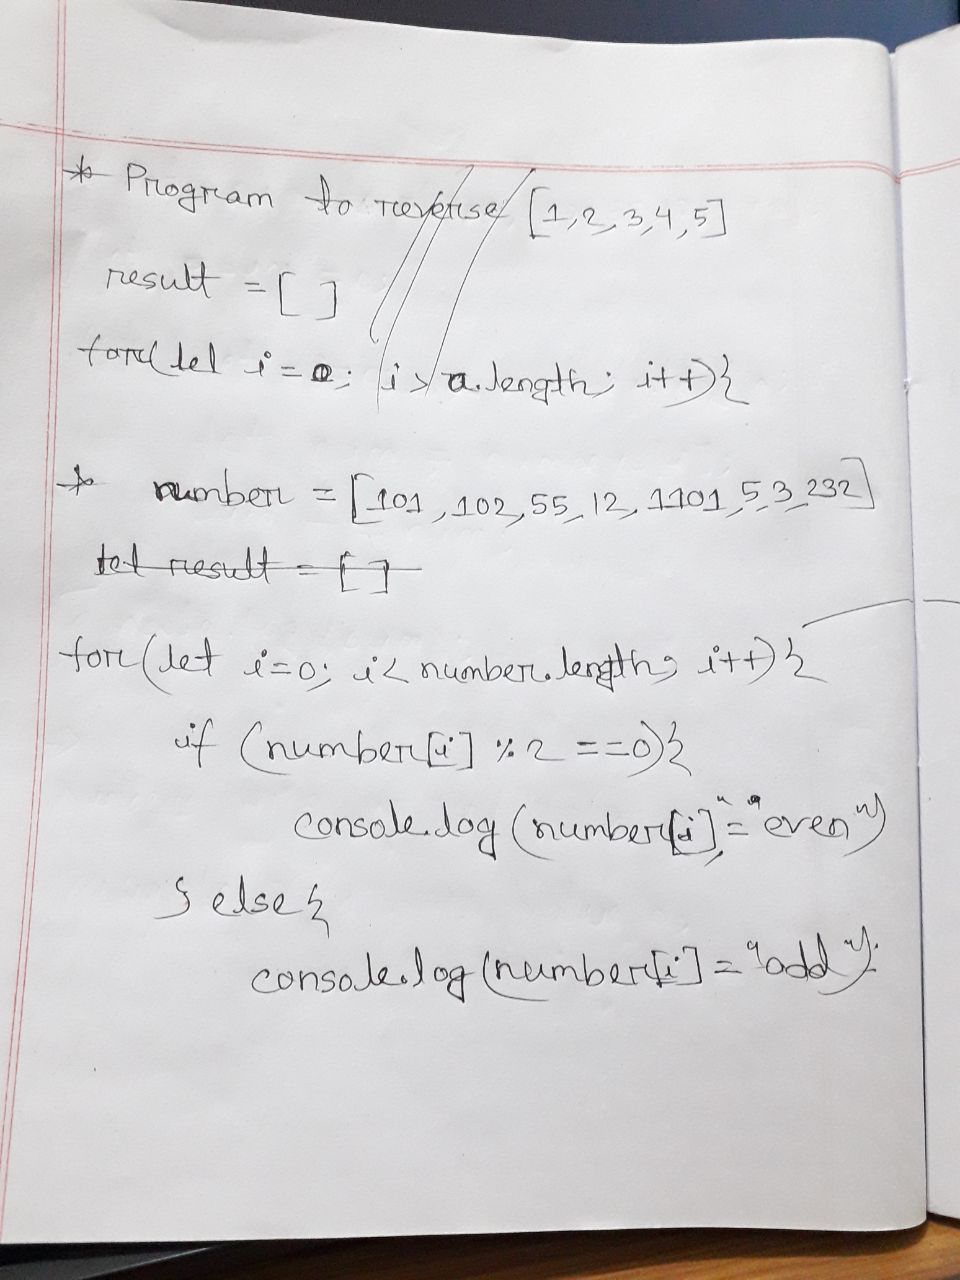 * Program to reverse [1,2,3,4,5]
result = [ ]
for(let i=0; i>a.length; i++){
* number = [101, 102, 55, 12, 1101, 5, 3, 232]
let result = [ ]
for(let i=0; i< number.length; i++){
if (number[i] % 2 ==0){
console.log (number[i] = "even")
} else{
console.log (number[i] = "odd").